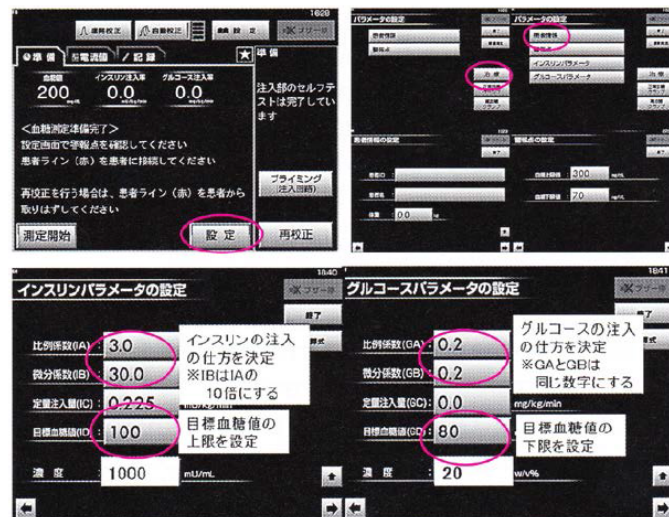 1628
準備
電流値
記録
準備
血糖値
インスリン注入率
グルコース注入率
200
0.0
0.0
注入部のセルフテ
ストは完了してい
ます
<血糖測定準備完了>
設定画面で警報点を確認してください
患者ライン（赤）を患者に接続してください
再校正を行う場合は、患者ライン（赤）を患者から
取りはずしてください
プライミング
測定開始
設定
再校正
パラメータの設定
パラメータの設定
患者情報
患者情報
警報点
インスリンパラメータ
グルコースパラメータ
治療
治療
患者情報の設定
警報点の設定
体重
0.0
300
70
1840
インスリンパラメータの設定
終了
比例係数(IA) : 3.0
微分係数(IB) : 30.0
定量注入量(IC) : 0.225
目標血糖値(ID) : 100
濃度 : 1000 mU/mL
インスリンの注入
の仕方を決定
※IBはIAの
10倍にする
目標血糖値の
上限を設定
1841
グルコースパラメータの設定
終了
比例係数(GA) : 0.2
微分係数(GB) : 0.2
定量注入量(GC) : 0.0 mg/kg/min
目標血糖値(GD) : 80
濃度 : 20 w/v%
グルコースの注入
の仕方を決定
※GAとGBは
同じ数字にする
目標血糖値の
下限を設定